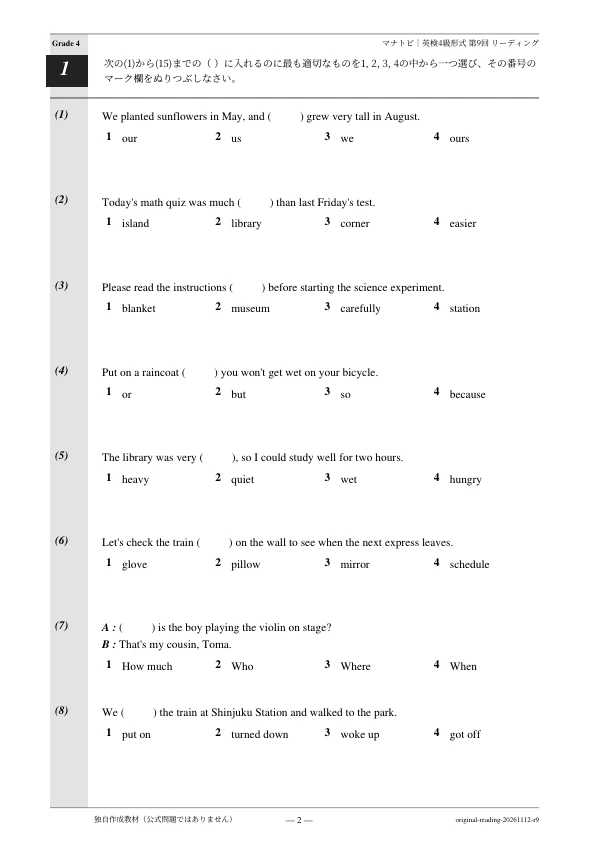 Grade 4
マナトビ｜英検4級形式 第9回 リーディング
1
次の(1)から(15)までの（ ）に入れるのに最も適切なものを1, 2, 3, 4の中から一つ選び、その番号の
マーク欄をぬりつぶしなさい。
(1) We planted sunflowers in May, and ( ) grew very tall in August.
1 our 2 us 3 we 4 ours
(2) Today's math quiz was much ( ) than last Friday's test.
1 island 2 library 3 corner 4 easier
(3) Please read the instructions ( ) before starting the science experiment.
1 blanket 2 museum 3 carefully 4 station
(4) Put on a raincoat ( ) you won't get wet on your bicycle.
1 or 2 but 3 so 4 because
(5) The library was very ( ), so I could study well for two hours.
1 heavy 2 quiet 3 wet 4 hungry
(6) Let's check the train ( ) on the wall to see when the next express leaves.
1 glove 2 pillow 3 mirror 4 schedule
(7) A : ( ) is the boy playing the violin on stage?
B : That's my cousin, Toma.
1 How much 2 Who 3 Where 4 When
(8) We ( ) the train at Shinjuku Station and walked to the park.
1 put on 2 turned down 3 woke up 4 got off
独自作成教材（公式問題ではありません） — 2 — original-reading-20261112-r9